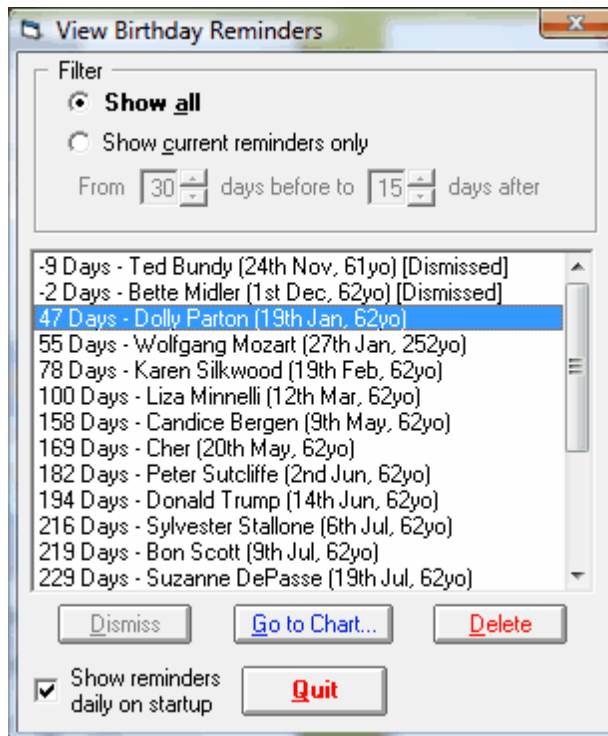 View Birthday Reminders
Filter
Show all
Show current reminders only
From 30 days before to 15 days after
-9 Days - Ted Bundy (24th Nov, 61yo) [Dismissed]
-2 Days - Bette Midler (1st Dec, 62yo) [Dismissed]
47 Days - Dolly Parton (19th Jan, 62yo)
55 Days - Wolfgang Mozart (27th Jan, 252yo)
78 Days - Karen Silkwood (19th Feb, 62yo)
100 Days - Liza Minnelli (12th Mar, 62yo)
158 Days - Candice Bergen (9th May, 62yo)
169 Days - Cher (20th May, 62yo)
182 Days - Peter Sutcliffe (2nd Jun, 62yo)
194 Days - Donald Trump (14th Jun, 62yo)
216 Days - Sylvester Stallone (6th Jul, 62yo)
219 Days - Bon Scott (9th Jul, 62yo)
229 Days - Suzanne DePasse (19th Jul, 62yo)
Dismiss Go to Chart... Delete
Show reminders
daily on startup
Quit